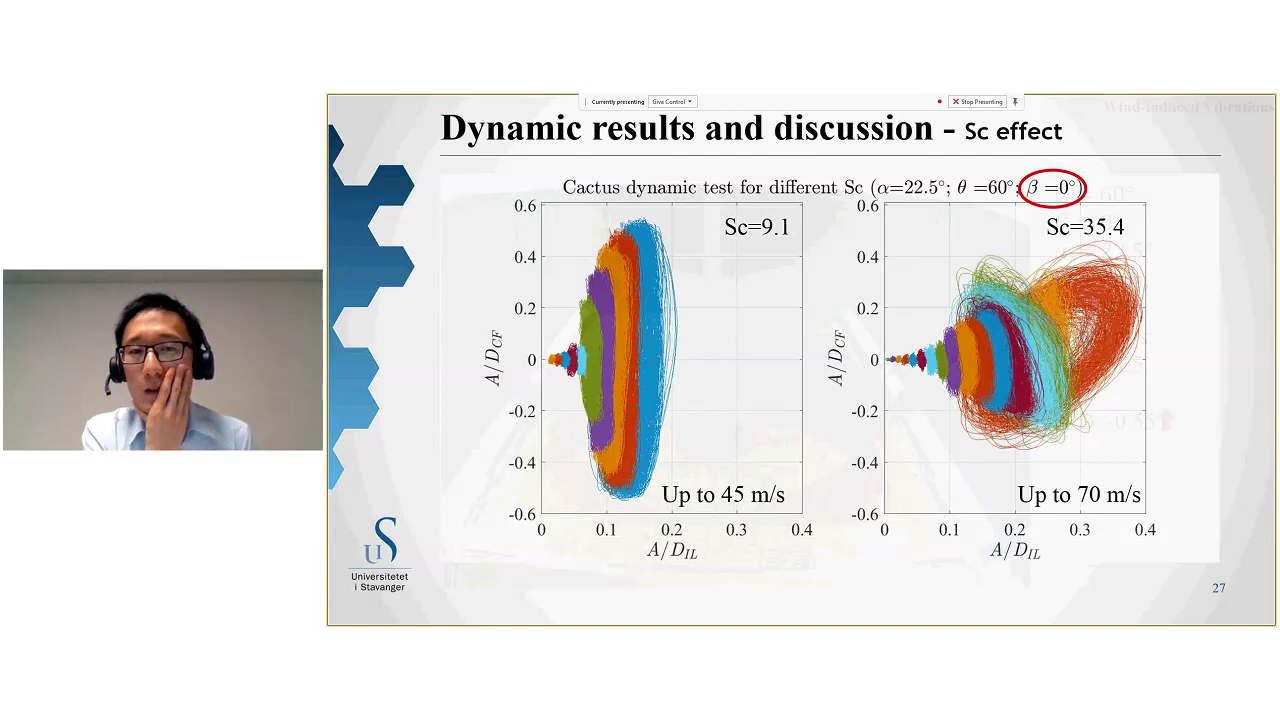 Currently presenting Give Control Stop Presenting
Wind-induced Vibrations
Dynamic results and discussion - Sc effect
Cactus dynamic test for different Sc (α=22.5°; θ =60°; β =0°)
Sc=9.1
0.6
0.4
0.2
0
-0.2
-0.4
-0.6
A/D_CF
0 0.1 0.2 0.3 0.4
A/D_IL
Up to 45 m/s
Sc=35.4
0.6
0.4
0.2
0
-0.2
-0.4
-0.6
A/D_CF
0 0.1 0.2 0.3 0.4
A/D_IL
Up to 70 m/s
uS
Universitetet
i Stavanger
27